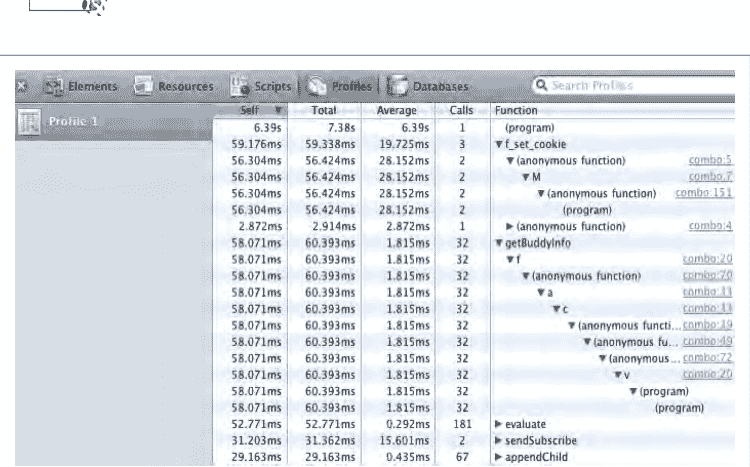 Elements Resources Scripts Profiles Databases Search Profiles
Profile 1
Self Total Average Calls Function
6.39s 7.38s 6.39s 1 (program)
59.176ms 59.338ms 19.725ms 3 ▼f_set_cookie
56.304ms 56.424ms 28.152ms 2 ▼(anonymous function) combo:5
56.304ms 56.424ms 28.152ms 2 ▼M combo:7
56.304ms 56.424ms 28.152ms 2 ▼(anonymous function) combo:151
56.304ms 56.424ms 28.152ms 2 (program)
2.872ms 2.914ms 2.872ms 1 ▶(anonymous function) combo:4
58.071ms 60.393ms 1.815ms 32 ▼getBuddyInfo
58.071ms 60.393ms 1.815ms 32 ▼f combo:20
58.071ms 60.393ms 1.815ms 32 ▼(anonymous function) combo:70
58.071ms 60.393ms 1.815ms 32 ▼a combo:33
58.071ms 60.393ms 1.815ms 32 ▼c combo:33
58.071ms 60.393ms 1.815ms 32 ▼(anonymous functi... combo:39
58.071ms 60.393ms 1.815ms 32 ▼(anonymous fu... combo:49
58.071ms 60.393ms 1.815ms 32 ▼(anonymous ... combo:72
58.071ms 60.393ms 1.815ms 32 ▼v combo:20
58.071ms 60.393ms 1.815ms 32 ▼(program)
58.071ms 60.393ms 1.815ms 32 (program)
52.771ms 52.771ms 0.292ms 181 ▶evaluate
31.203ms 31.362ms 15.601ms 2 ▶sendSubscribe
29.163ms 29.163ms 0.435ms 67 ▶appendChild